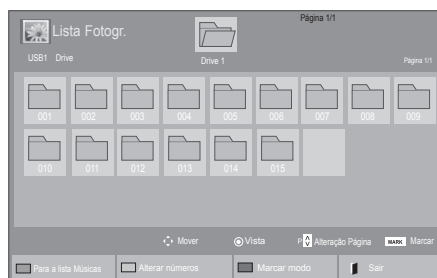 Página 1/1
Lista Fotogr.
USB1 Drive
Drive 1
Página 1/1
001 002 003 004 005 006 007 008 009
010 011 012 013 014 015
Mover Vista P Alteração Página MARK Marcar
Para a lista Músicas Alterar números Marcar modo Sair